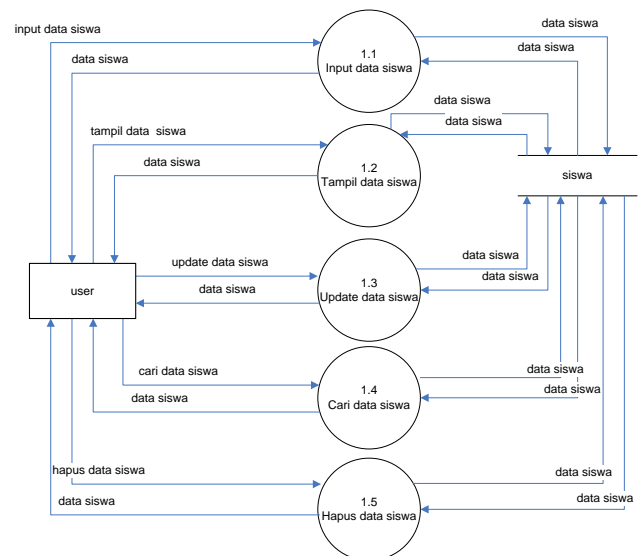 input data siswa
data siswa
1.1
Input data siswa
data siswa
data siswa
tampil data siswa
data siswa
1.2
Tampil data siswa
data siswa
data siswa
siswa
user
update data siswa
data siswa
1.3
Update data siswa
data siswa
data siswa
cari data siswa
data siswa
1.4
Cari data siswa
data siswa
data siswa
hapus data siswa
data siswa
1.5
Hapus data siswa
data siswa
data siswa